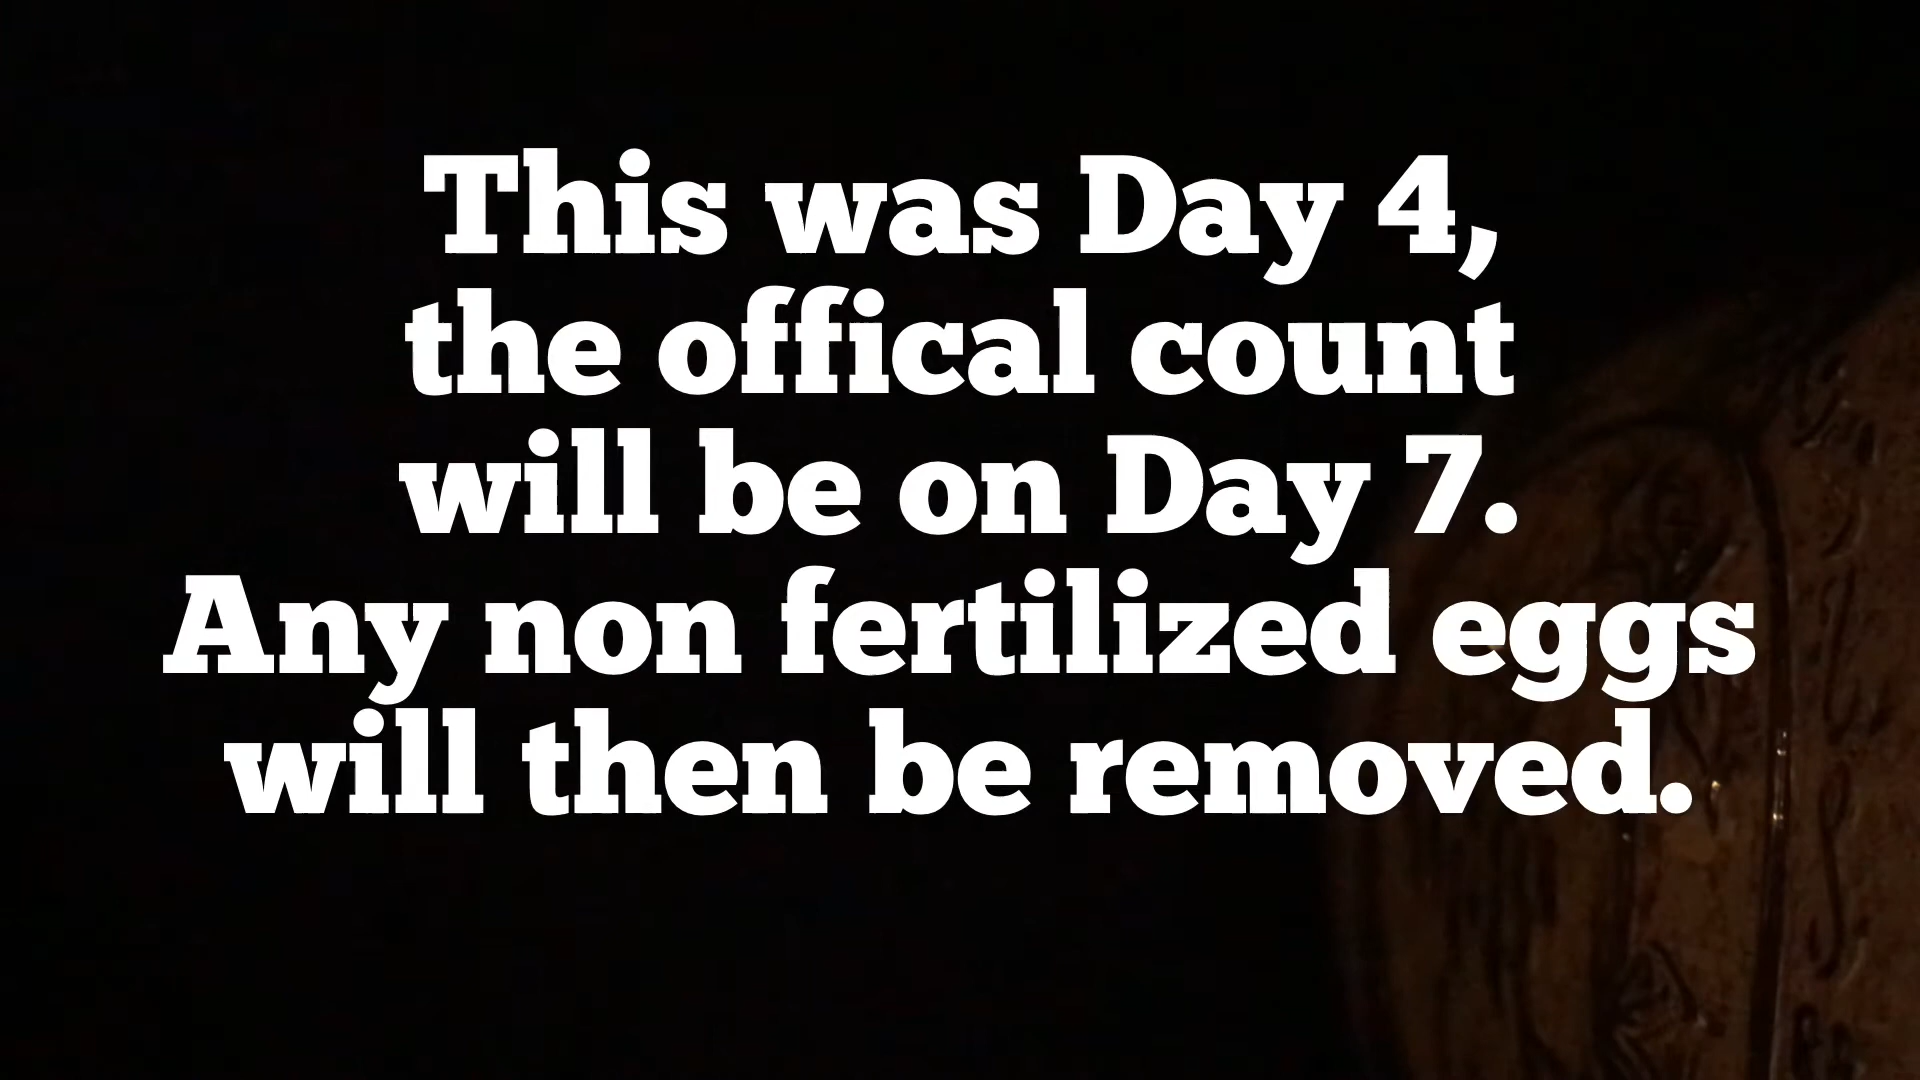 This was Day 4,
the offical count
will be on Day 7.
Any non fertilized eggs
will then be removed.